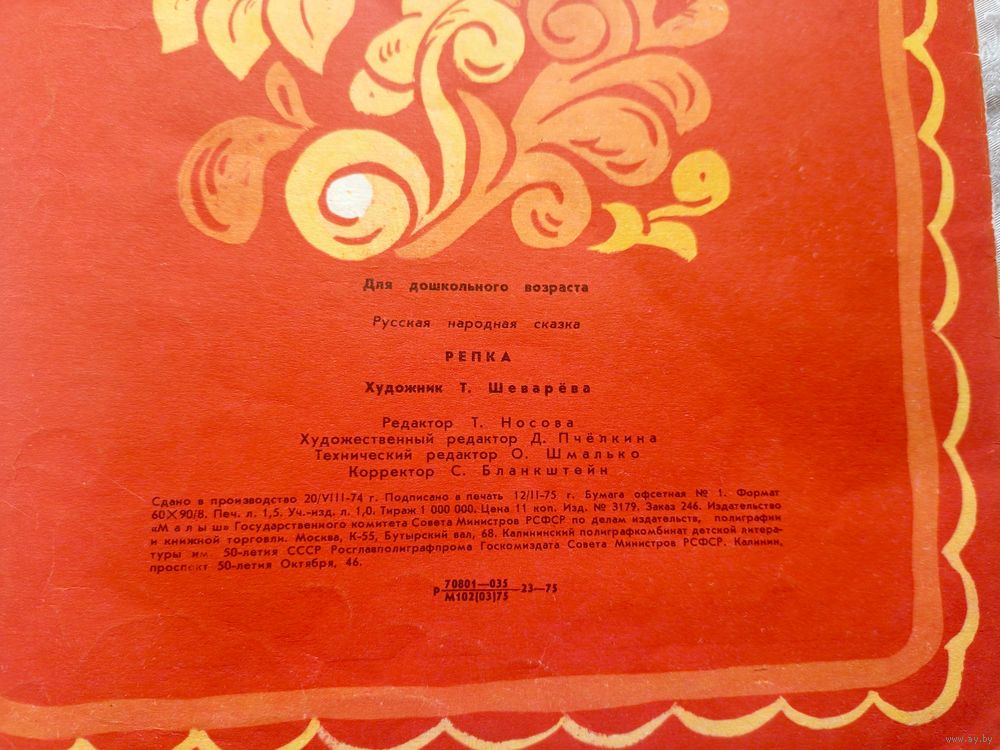 Для дошкольного возраста
Русская народная сказка
РЕПКА
Художник Т. Шеварёва
Редактор Т. Носова
Художественный редактор Д. Пчёлкина
Технический редактор О. Шмалько
Корректор С. Бланкштейн
Сдано в производство 20/VIII-74 г. Подписано в печать 12/II-75 г. Бумага офсетная № 1. Формат
60×90/8. Печ. л. 1,5. Уч.-изд. л. 1,0. Тираж 1 000 000. Цена 11 коп. Изд. № 3179. Заказ 246. Издательство
«Малыш» Государственного комитета Совета Министров РСФСР по делам издательств, полиграфии
и книжной торговли. Москва, К-55, Бутырский вал, 68. Калининский полиграфкомбинат детской литера-
туры им. 50-летия СССР Росглавполиграфпрома Госкомиздата Совета Министров РСФСР. Калинин,
проспект 50-летия Октября, 46.
70801—035
р М102(03)75 —23—75
www.ay.by